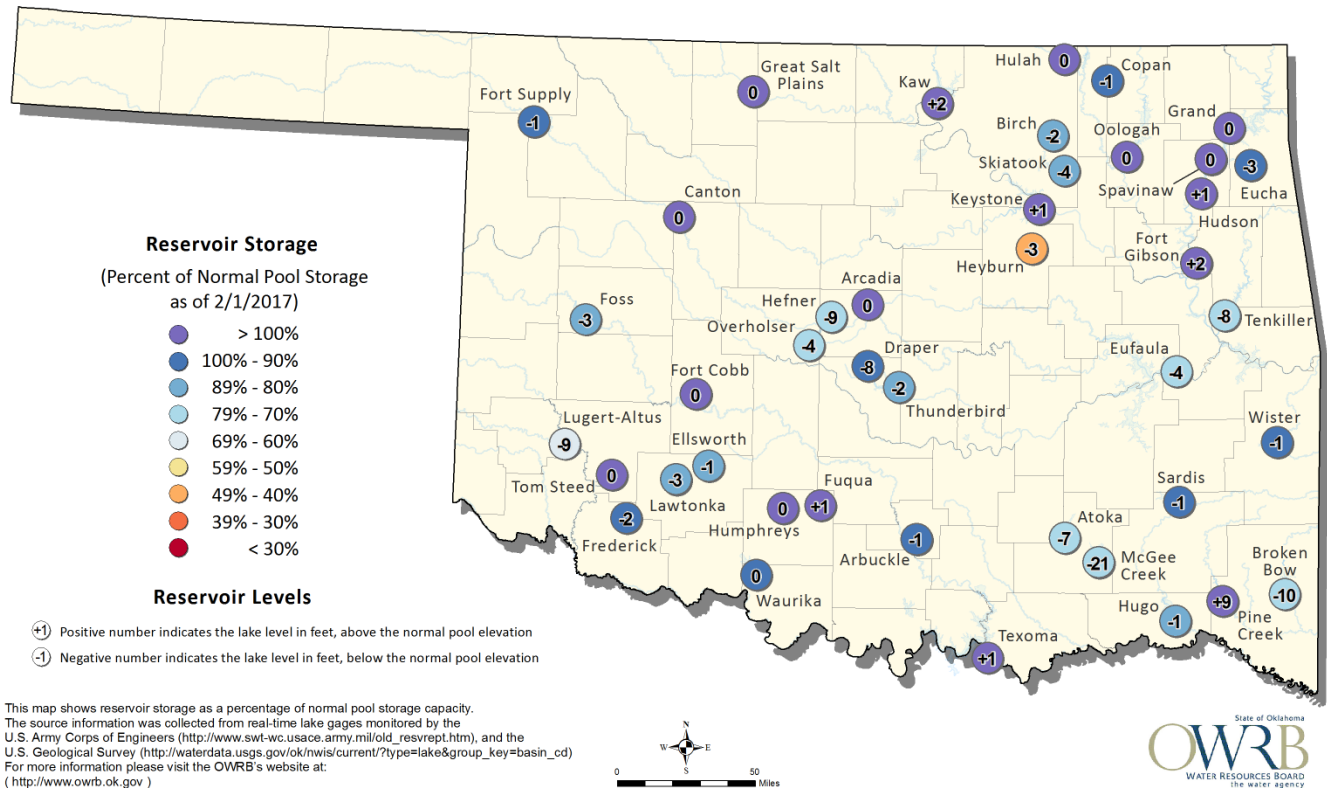 Hulah
0
Copan
-1
Great Salt
Plains
0
Kaw
+2
Fort Supply
-1
Grand
0
Birch
-2
Oologah
0
Skiatook
-4
Spavinaw
0
-3
Eucha
Canton
0
Keystone
+1
+1
Hudson
-3
Heyburn
Fort
Gibson
+2
Arcadia
0
Hefner
-9
Foss
-3
Overholser
-4
-8
Tenkiller
Draper
-8
Eufaula
-4
Fort Cobb
0
-2
Thunderbird
Lugert-Altus
-9
Ellsworth
-1
Wister
-1
Tom Steed
0
-3
Lawtonka
Fuqua
+1
Humphreys
0
Sardis
-1
-2
Frederick
Arbuckle
-1
Atoka
-7
-21
McGee
Creek
Broken
Bow
-10
0
Waurika
Hugo
-1
+9
Pine
Creek
Texoma
+1
Reservoir Storage
(Percent of Normal Pool Storage
as of 2/1/2017)
> 100%
100% - 90%
89% - 80%
79% - 70%
69% - 60%
59% - 50%
49% - 40%
39% - 30%
< 30%
Reservoir Levels
+1 Positive number indicates the lake level in feet, above the normal pool elevation
-1 Negative number indicates the lake level in feet, below the normal pool elevation
This map shows reservoir storage as a percentage of normal pool storage capacity.
The source information was collected from real-time lake gages monitored by the
U.S. Army Corps of Engineers (http://www.swt-wc.usace.army.mil/old_resvrept.htm), and the
U.S. Geological Survey (http://waterdata.usgs.gov/ok/nwis/current/?type=lake&group_key=basin_cd)
For more information please visit the OWRB's website at:
( http://www.owrb.ok.gov )
N
W E
S
0 50
Miles
State of Oklahoma
OWRB
WATER RESOURCES BOARD
the water agency